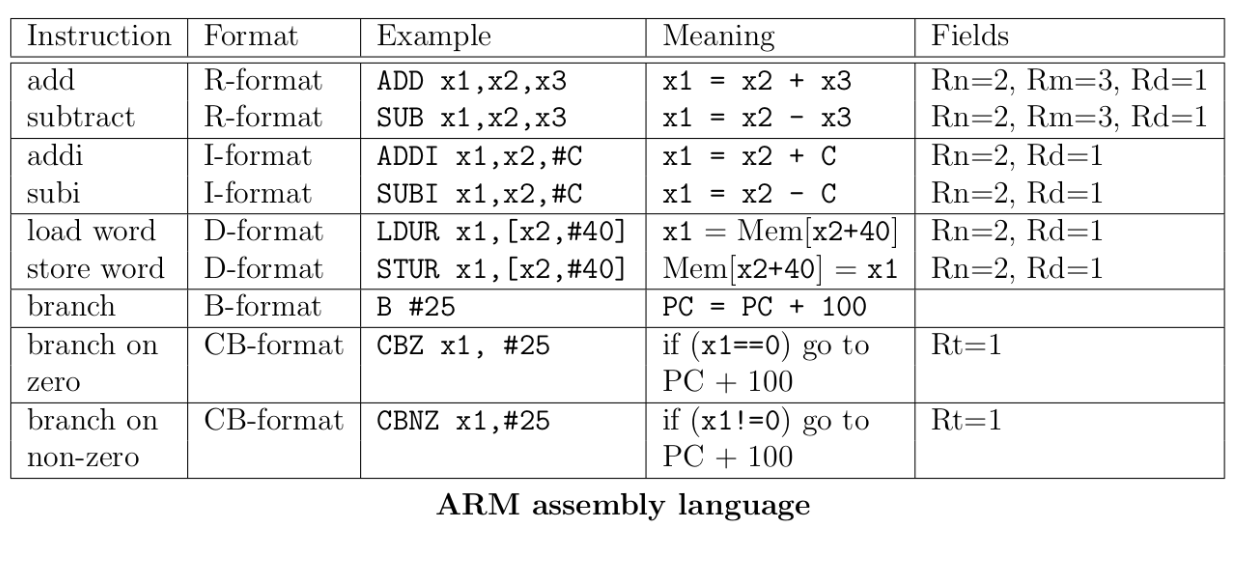 Instruction Format Example Meaning Fields
add R-format ADD x1,x2,x3 x1 = x2 + x3 Rn=2, Rm=3, Rd=1
subtract R-format SUB x1,x2,x3 x1 = x2 - x3 Rn=2, Rm=3, Rd=1
addi I-format ADDI x1,x2,#C x1 = x2 + C Rn=2, Rd=1
subi I-format SUBI x1,x2,#C x1 = x2 - C Rn=2, Rd=1
load word D-format LDUR x1,[x2,#40] x1 = Mem[x2+40] Rn=2, Rd=1
store word D-format STUR x1,[x2,#40] Mem[x2+40] = x1 Rn=2, Rd=1
branch B-format B #25 PC = PC + 100
branch on CB-format CBZ x1, #25 if (x1==0) go to Rt=1
zero PC + 100
branch on CB-format CBNZ x1,#25 if (x1!=0) go to Rt=1
non-zero PC + 100
ARM assembly language